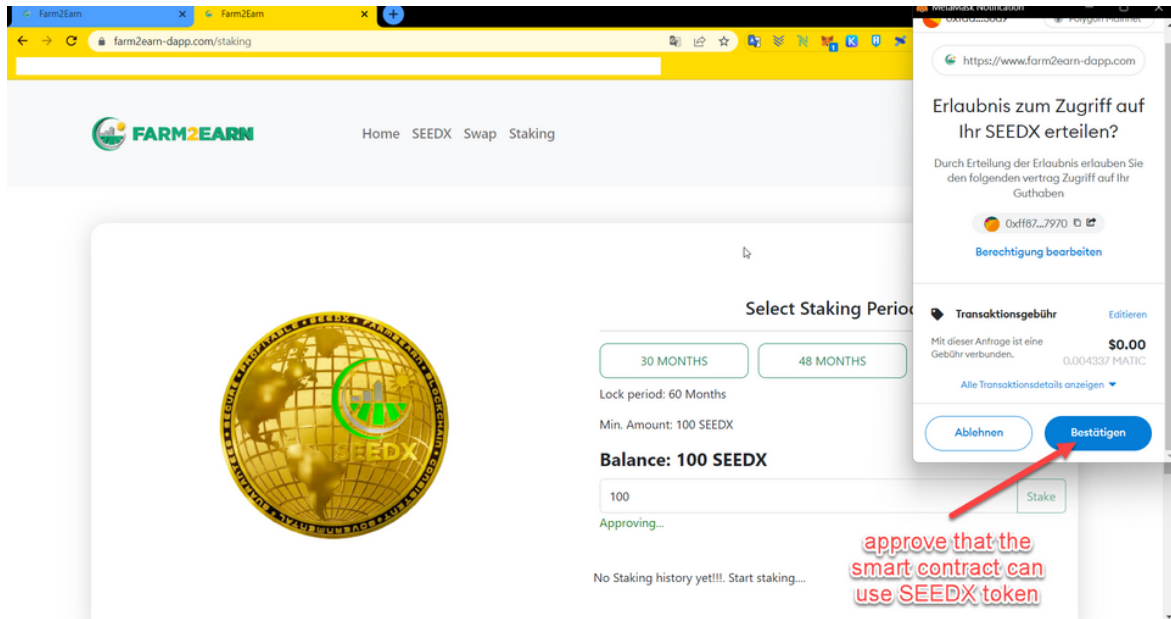 Farm2Earn
Farm2Earn
MetaMask Notification
farm2earn-dapp.com/staking
https://www.farm2earn-dapp.com
FARM2EARN
Home SEEDX Swap Staking
Erlaubnis zum Zugriff auf
Ihr SEEDX erteilen?
Durch Erteilung der Erlaubnis erlauben Sie
den folgenden vertrag Zugriff auf Ihr
Guthaben
0xff87...7970
Berechtigung bearbeiten
Transaktionsgebühr Editieren
Mit dieser Anfrage ist eine
Gebühr verbunden.
$0.00
0.004337 MATIC
Alle Transaktionsdetails anzeigen
Ablehnen Bestätigen
Select Staking Perio
30 MONTHS 48 MONTHS
Lock period: 60 Months
Min. Amount: 100 SEEDX
Balance: 100 SEEDX
100 Stake
Approving...
No Staking history yet!!!. Start staking....
SEEDX
approve that the
smart contract can
use SEEDX token